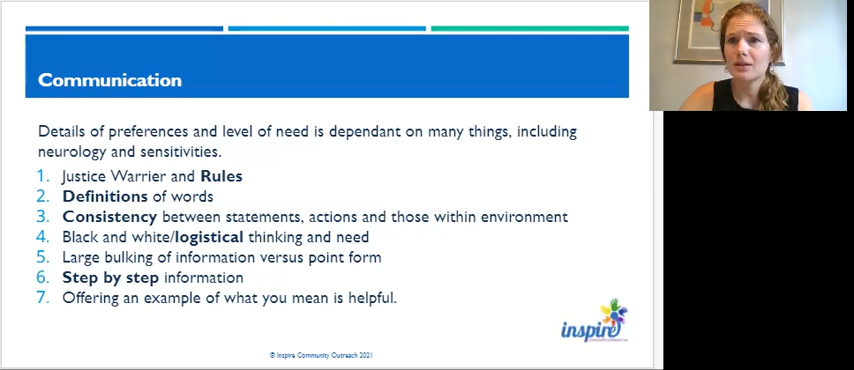 Communication
Details of preferences and level of need is dependant on many things, including
neurology and sensitivities.
1. Justice Warrier and Rules
2. Definitions of words
3. Consistency between statements, actions and those within environment
4. Black and white/logistical thinking and need
5. Large bulking of information versus point form
6. Step by step information
7. Offering an example of what you mean is helpful.
inspire
© Inspire Community Outreach 2021